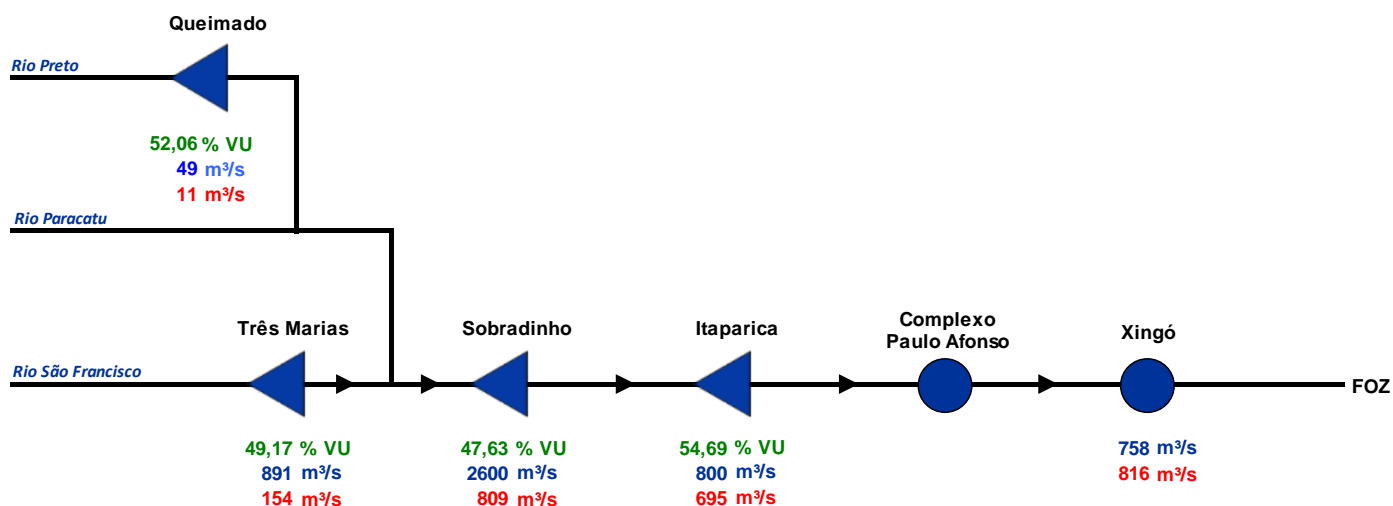 Queimado
Rio Preto
52,06 % VU
49 m³/s
11 m³/s
Rio Paracatu
Três Marias
Sobradinho
Itaparica
Complexo
Paulo Afonso
Xingó
Rio São Francisco
FOZ
49,17 % VU
891 m³/s
154 m³/s
47,63 % VU
2600 m³/s
809 m³/s
54,69 % VU
800 m³/s
695 m³/s
758 m³/s
816 m³/s